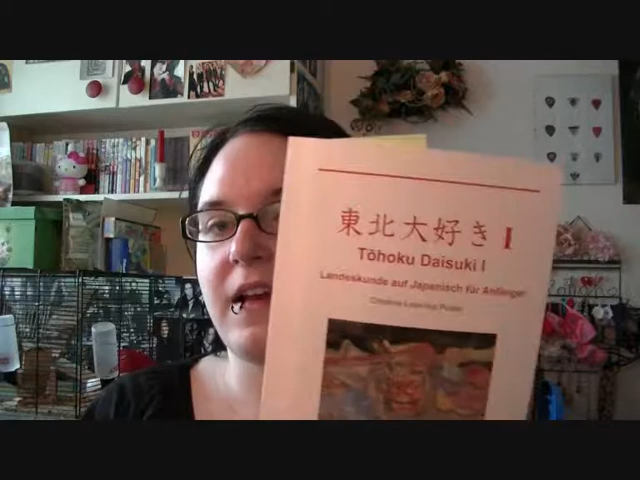 東北大好き I
Tōhoku Daisuki I
Landeskunde auf Japanisch für Anfänger